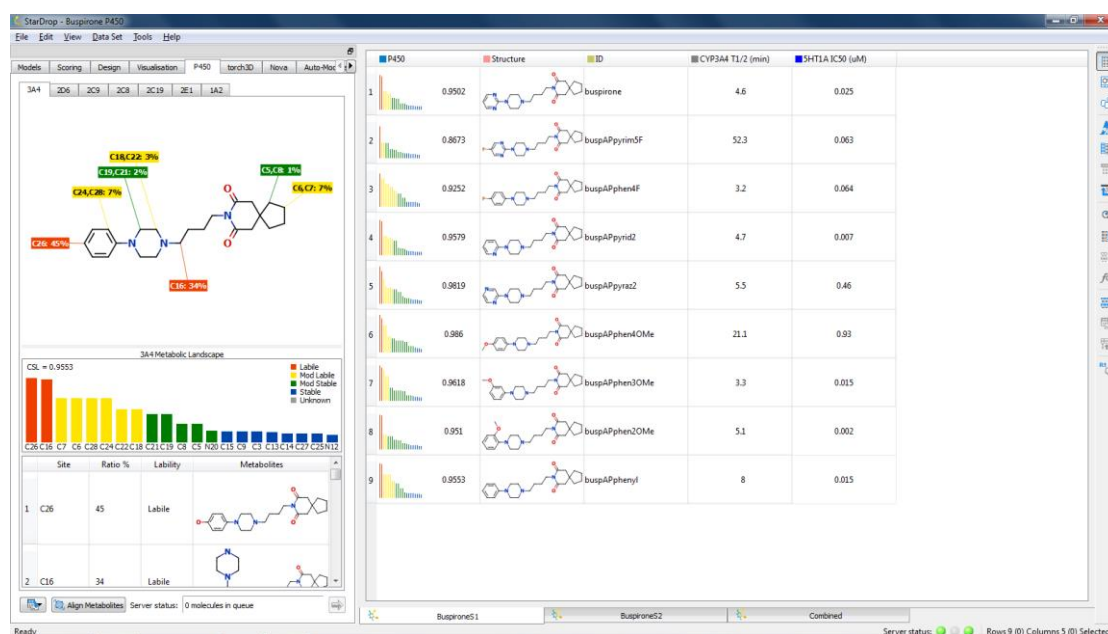 StarDrop - Buspirone P450
File Edit View Data Set Tools Help
Models Scoring Design Visualisation P450 torch3D Nova Auto-Mod
3A4 2D6 2C9 2C8 2C19 2E1 1A2
C18,C22: 3%
C19,C21: 2%
C5,C8: 1%
C24,C28: 7%
C6,C7: 7%
O
N
O
C26: 45%
N
N
C16: 34%
3A4 Metabolic Landscape
CSL = 0.9553
Labile
Mod Labile
Mod Stable
Stable
Unknown
C26 C16 C7 C6 C28 C24 C22 C18 C21 C19 C8 C5 N20 C15 C9 C3 C13 C14 C27 C25 N12
Site Ratio % Lability Metabolites
1 C26 45 Labile
2 C16 34 Labile
Align Metabolites Server status: 0 molecules in queue
P450 Structure ID CYP3A4 T1/2 (min) 5HT1A IC50 (uM)
1 0.9502 buspirone 4.6 0.025
2 0.8673 buspAPpyrim5F 52.3 0.063
3 0.9252 buspAPphen4F 3.2 0.064
4 0.9579 buspAPpyrid2 4.7 0.007
5 0.9819 buspAPpyraz2 5.5 0.46
6 0.986 buspAPphen4OMe 21.1 0.93
7 0.9618 buspAPphen3OMe 3.3 0.015
8 0.951 buspAPphen2OMe 5.1 0.002
9 0.9553 buspAPphenyl 8 0.015
BuspironeS1 BuspironeS2 Combined
Ready
Server status: Rows 9 (0) Columns 5 (0) Selected